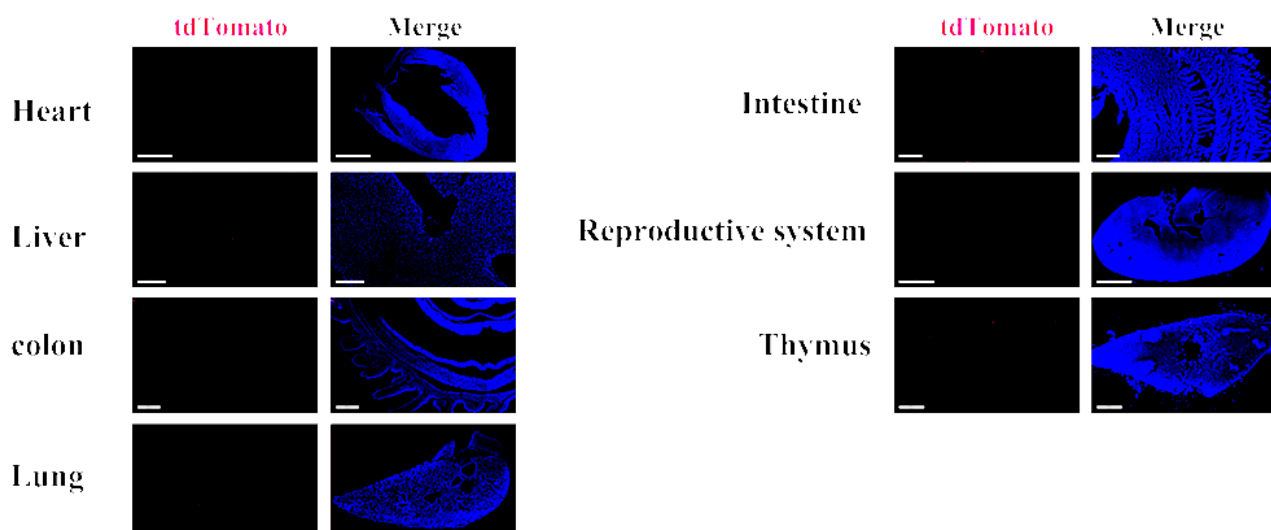 tdTomato Merge
Heart
Liver
colon
Lung
tdTomato Merge
Intestine
Reproductive system
Thymus